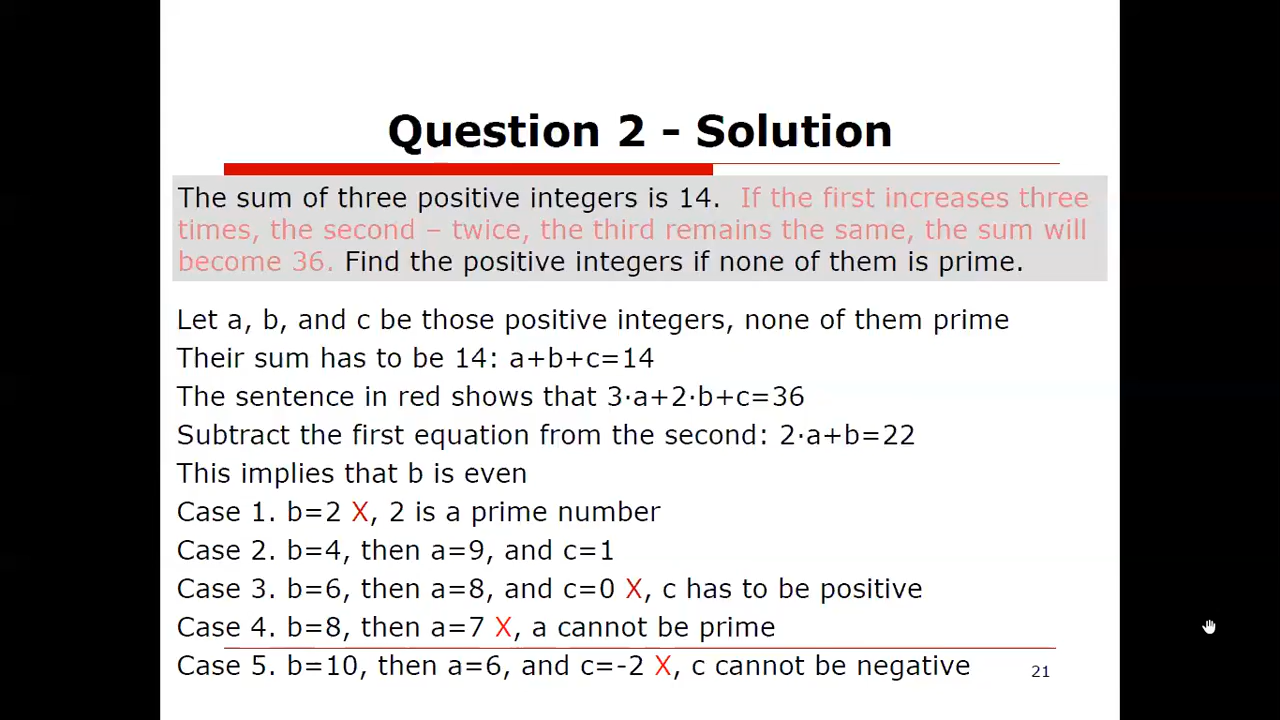 Question 2 - Solution
The sum of three positive integers is 14. If the first increases three
times, the second – twice, the third remains the same, the sum will
become 36. Find the positive integers if none of them is prime.
Let a, b, and c be those positive integers, none of them prime
Their sum has to be 14: a+b+c=14
The sentence in red shows that 3·a+2·b+c=36
Subtract the first equation from the second: 2·a+b=22
This implies that b is even
Case 1. b=2 X, 2 is a prime number
Case 2. b=4, then a=9, and c=1
Case 3. b=6, then a=8, and c=0 X, c has to be positive
Case 4. b=8, then a=7 X, a cannot be prime
Case 5. b=10, then a=6, and c=-2 X, c cannot be negative
21